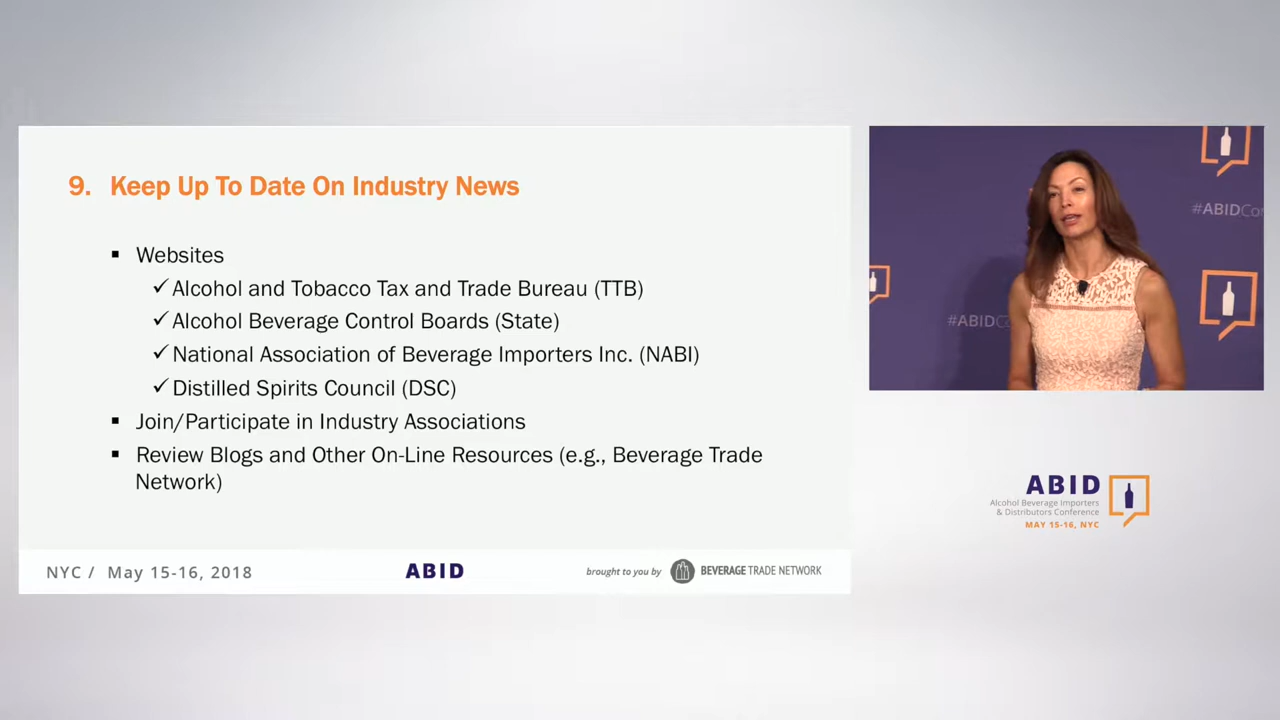 9. Keep Up To Date On Industry News
▪ Websites
✓Alcohol and Tobacco Tax and Trade Bureau (TTB)
✓Alcohol Beverage Control Boards (State)
✓National Association of Beverage Importers Inc. (NABI)
✓Distilled Spirits Council (DSC)
▪ Join/Participate in Industry Associations
▪ Review Blogs and Other On-Line Resources (e.g., Beverage Trade
Network)
NYC / May 15-16, 2018
ABID
brought to you by
BEVERAGE TRADE NETWORK
#ABIDCon
#ABIDCo
ABID
Alcohol Beverage Importers
& Distributors Conference
MAY 15-16, NYC